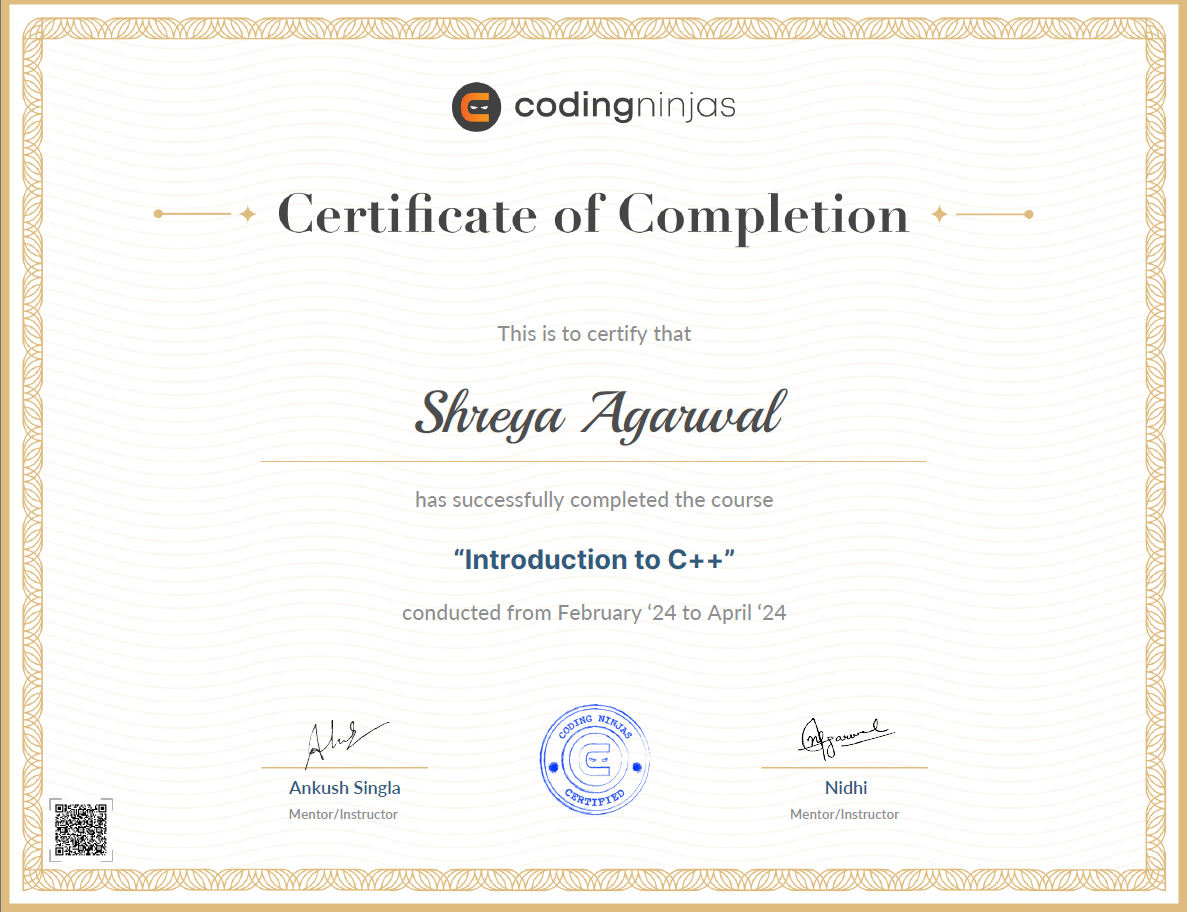 codingninjas
Certificate of Completion
This is to certify that
Shreya Agarwal
has successfully completed the course
“Introduction to C++”
conducted from February ‘24 to April ‘24
CODING NINJAS
CERTIFIED
Ankush Singla
Mentor/Instructor
Nidhi
Mentor/Instructor